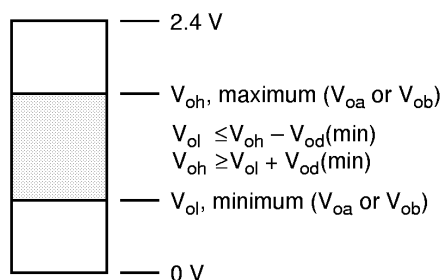 2.4 V
V_oh, maximum (V_oa or V_ob)
V_ol ≤V_oh − V_od(min)
V_oh ≥V_ol + V_od(min)
V_ol, minimum (V_oa or V_ob)
0 V